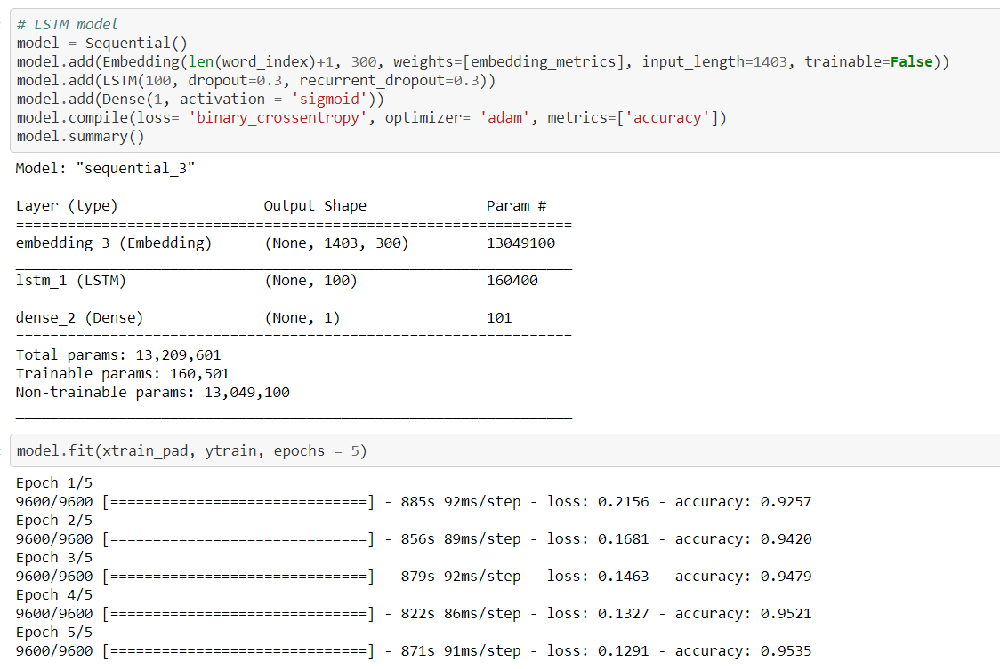 # LSTM model
model = Sequential()
model.add(Embedding(len(word_index)+1, 300, weights=[embedding_metrics], input_length=1403, trainable=False))
model.add(LSTM(100, dropout=0.3, recurrent_dropout=0.3))
model.add(Dense(1, activation = 'sigmoid'))
model.compile(loss= 'binary_crossentropy', optimizer= 'adam', metrics=['accuracy'])
model.summary()
Model: "sequential_3"
_________________________________________________________________
Layer (type)                 Output Shape              Param #
=================================================================
embedding_3 (Embedding)      (None, 1403, 300)         13049100
_________________________________________________________________
lstm_1 (LSTM)                (None, 100)               160400
_________________________________________________________________
dense_2 (Dense)              (None, 1)                 101
=================================================================
Total params: 13,209,601
Trainable params: 160,501
Non-trainable params: 13,049,100
_________________________________________________________________
model.fit(xtrain_pad, ytrain, epochs = 5)
Epoch 1/5
9600/9600 [==============================] - 885s 92ms/step - loss: 0.2156 - accuracy: 0.9257
Epoch 2/5
9600/9600 [==============================] - 856s 89ms/step - loss: 0.1681 - accuracy: 0.9420
Epoch 3/5
9600/9600 [==============================] - 879s 92ms/step - loss: 0.1463 - accuracy: 0.9479
Epoch 4/5
9600/9600 [==============================] - 822s 86ms/step - loss: 0.1327 - accuracy: 0.9521
Epoch 5/5
9600/9600 [==============================] - 871s 91ms/step - loss: 0.1291 - accuracy: 0.9535